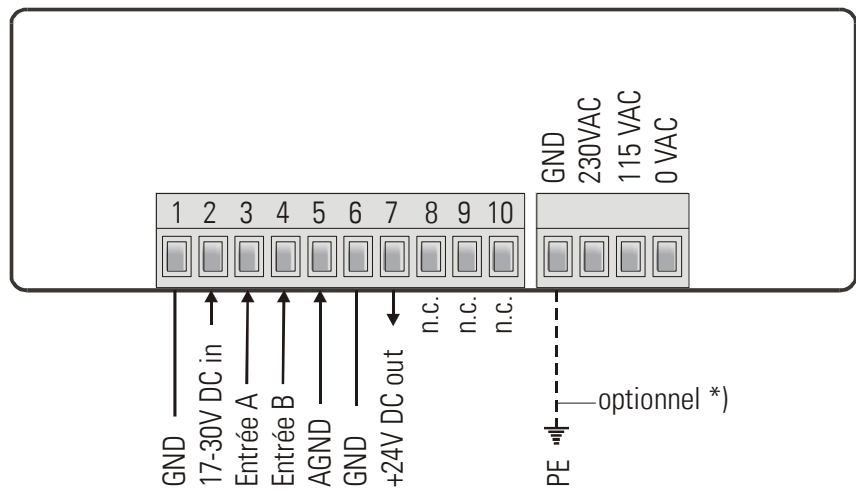 GND
230VAC
115 VAC
0 VAC
1 2 3 4 5 6 7 8 9 10
GND
17-30V DC in
Entrée A
Entrée B
AGND
GND
+24V DC out
n.c.
n.c.
n.c.
optionnel *)
PE